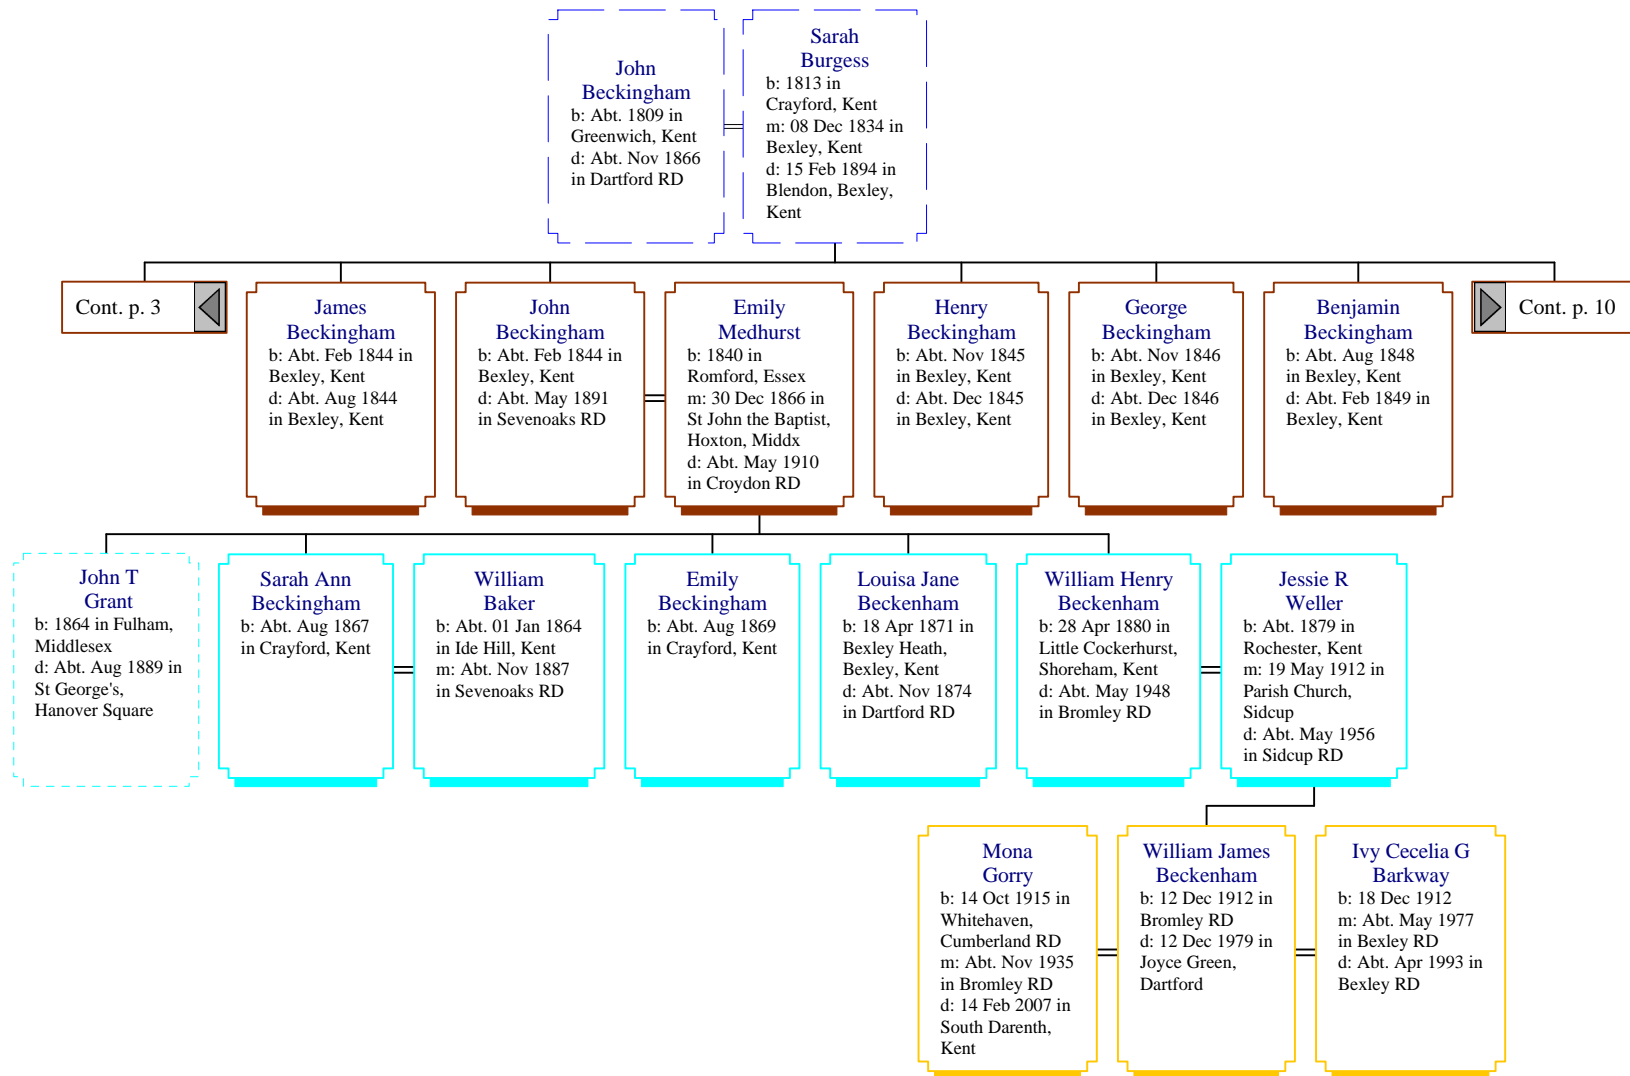 John
Beckingham
b: Abt. 1809 in
Greenwich, Kent
d: Abt. Nov 1866
in Dartford RD
Sarah
Burgess
b: 1813 in
Crayford, Kent
m: 08 Dec 1834 in
Bexley, Kent
d: 15 Feb 1894 in
Blendon, Bexley,
Kent
Cont. p. 3
James
Beckingham
b: Abt. Feb 1844 in
Bexley, Kent
d: Abt. Aug 1844
in Bexley, Kent
John
Beckingham
b: Abt. Feb 1844 in
Bexley, Kent
d: Abt. May 1891
in Sevenoaks RD
Emily
Medhurst
b: 1840 in
Romford, Essex
m: 30 Dec 1866 in
St John the Baptist,
Hoxton, Middx
d: Abt. May 1910
in Croydon RD
Henry
Beckingham
b: Abt. Nov 1845
in Bexley, Kent
d: Abt. Dec 1845
in Bexley, Kent
George
Beckingham
b: Abt. Nov 1846
in Bexley, Kent
d: Abt. Dec 1846
in Bexley, Kent
Benjamin
Beckingham
b: Abt. Aug 1848
in Bexley, Kent
d: Abt. Feb 1849 in
Bexley, Kent
Cont. p. 10
John T
Grant
b: 1864 in Fulham,
Middlesex
d: Abt. Aug 1889 in
St George's,
Hanover Square
Sarah Ann
Beckingham
b: Abt. Aug 1867
in Crayford, Kent
William
Baker
b: Abt. 01 Jan 1864
in Ide Hill, Kent
m: Abt. Nov 1887
in Sevenoaks RD
Emily
Beckingham
b: Abt. Aug 1869
in Crayford, Kent
Louisa Jane
Beckenham
b: 18 Apr 1871 in
Bexley Heath,
Bexley, Kent
d: Abt. Nov 1874
in Dartford RD
William Henry
Beckenham
b: 28 Apr 1880 in
Little Cockerhurst,
Shoreham, Kent
d: Abt. May 1948
in Bromley RD
Jessie R
Weller
b: Abt. 1879 in
Rochester, Kent
m: 19 May 1912 in
Parish Church,
Sidcup
d: Abt. May 1956
in Sidcup RD
Mona
Gorry
b: 14 Oct 1915 in
Whitehaven,
Cumberland RD
m: Abt. Nov 1935
in Bromley RD
d: 14 Feb 2007 in
South Darenth,
Kent
William James
Beckenham
b: 12 Dec 1912 in
Bromley RD
d: 12 Dec 1979 in
Joyce Green,
Dartford
Ivy Cecelia G
Barkway
b: 18 Dec 1912
m: Abt. May 1977
in Bexley RD
d: Abt. Apr 1993 in
Bexley RD